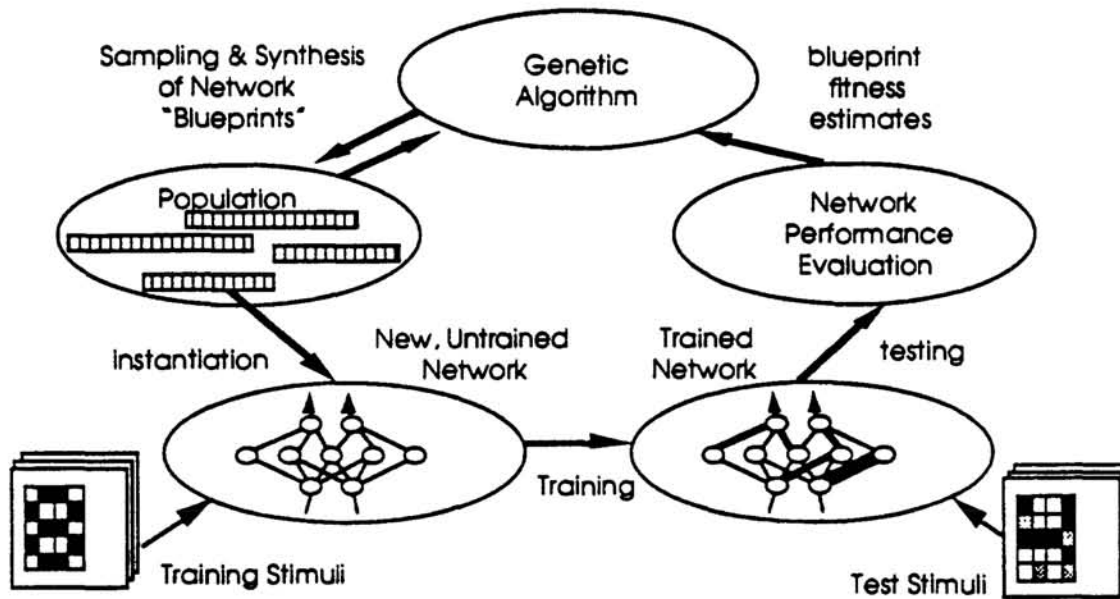 Sampling & Synthesis
of Network
"Blueprints"
Genetic
Algorithm
blueprint
fitness
estimates
Population
Network
Performance
Evaluation
instantiation
New, Untrained
Network
Trained
Network
testing
Training
Training Stimuli
Test Stimuli